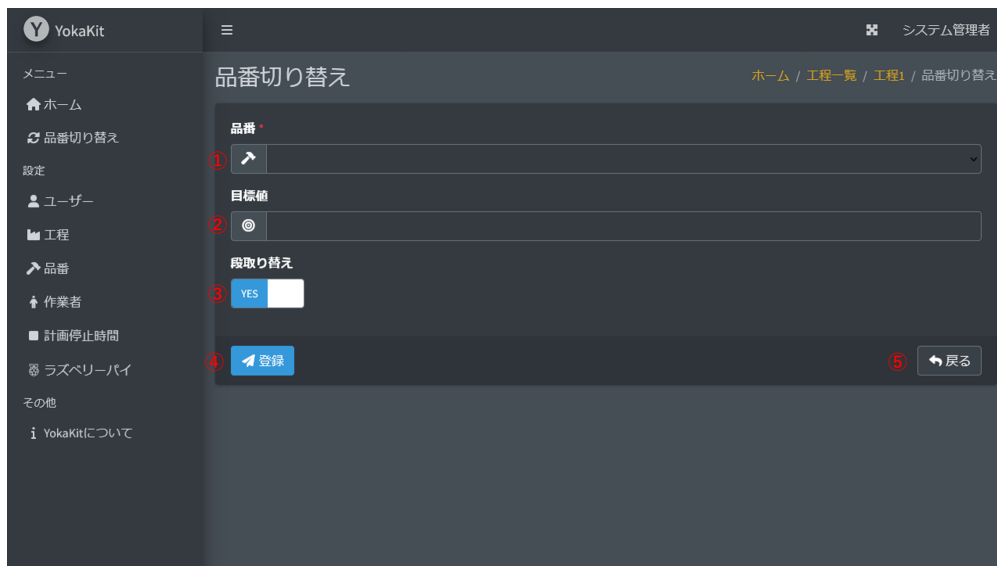 Y YokaKit
システム管理者
メニュー
ホーム
品番切り替え
設定
ユーザー
工程
品番
作業者
計画停止時間
ラズベリーパイ
その他
YokaKitについて
品番切り替え
ホーム / 工程一覧 / 工程1 / 品番切り替え
品番 *
①
目標値
②
段取り替え
③ YES
④ 登録
⑤ 戻る